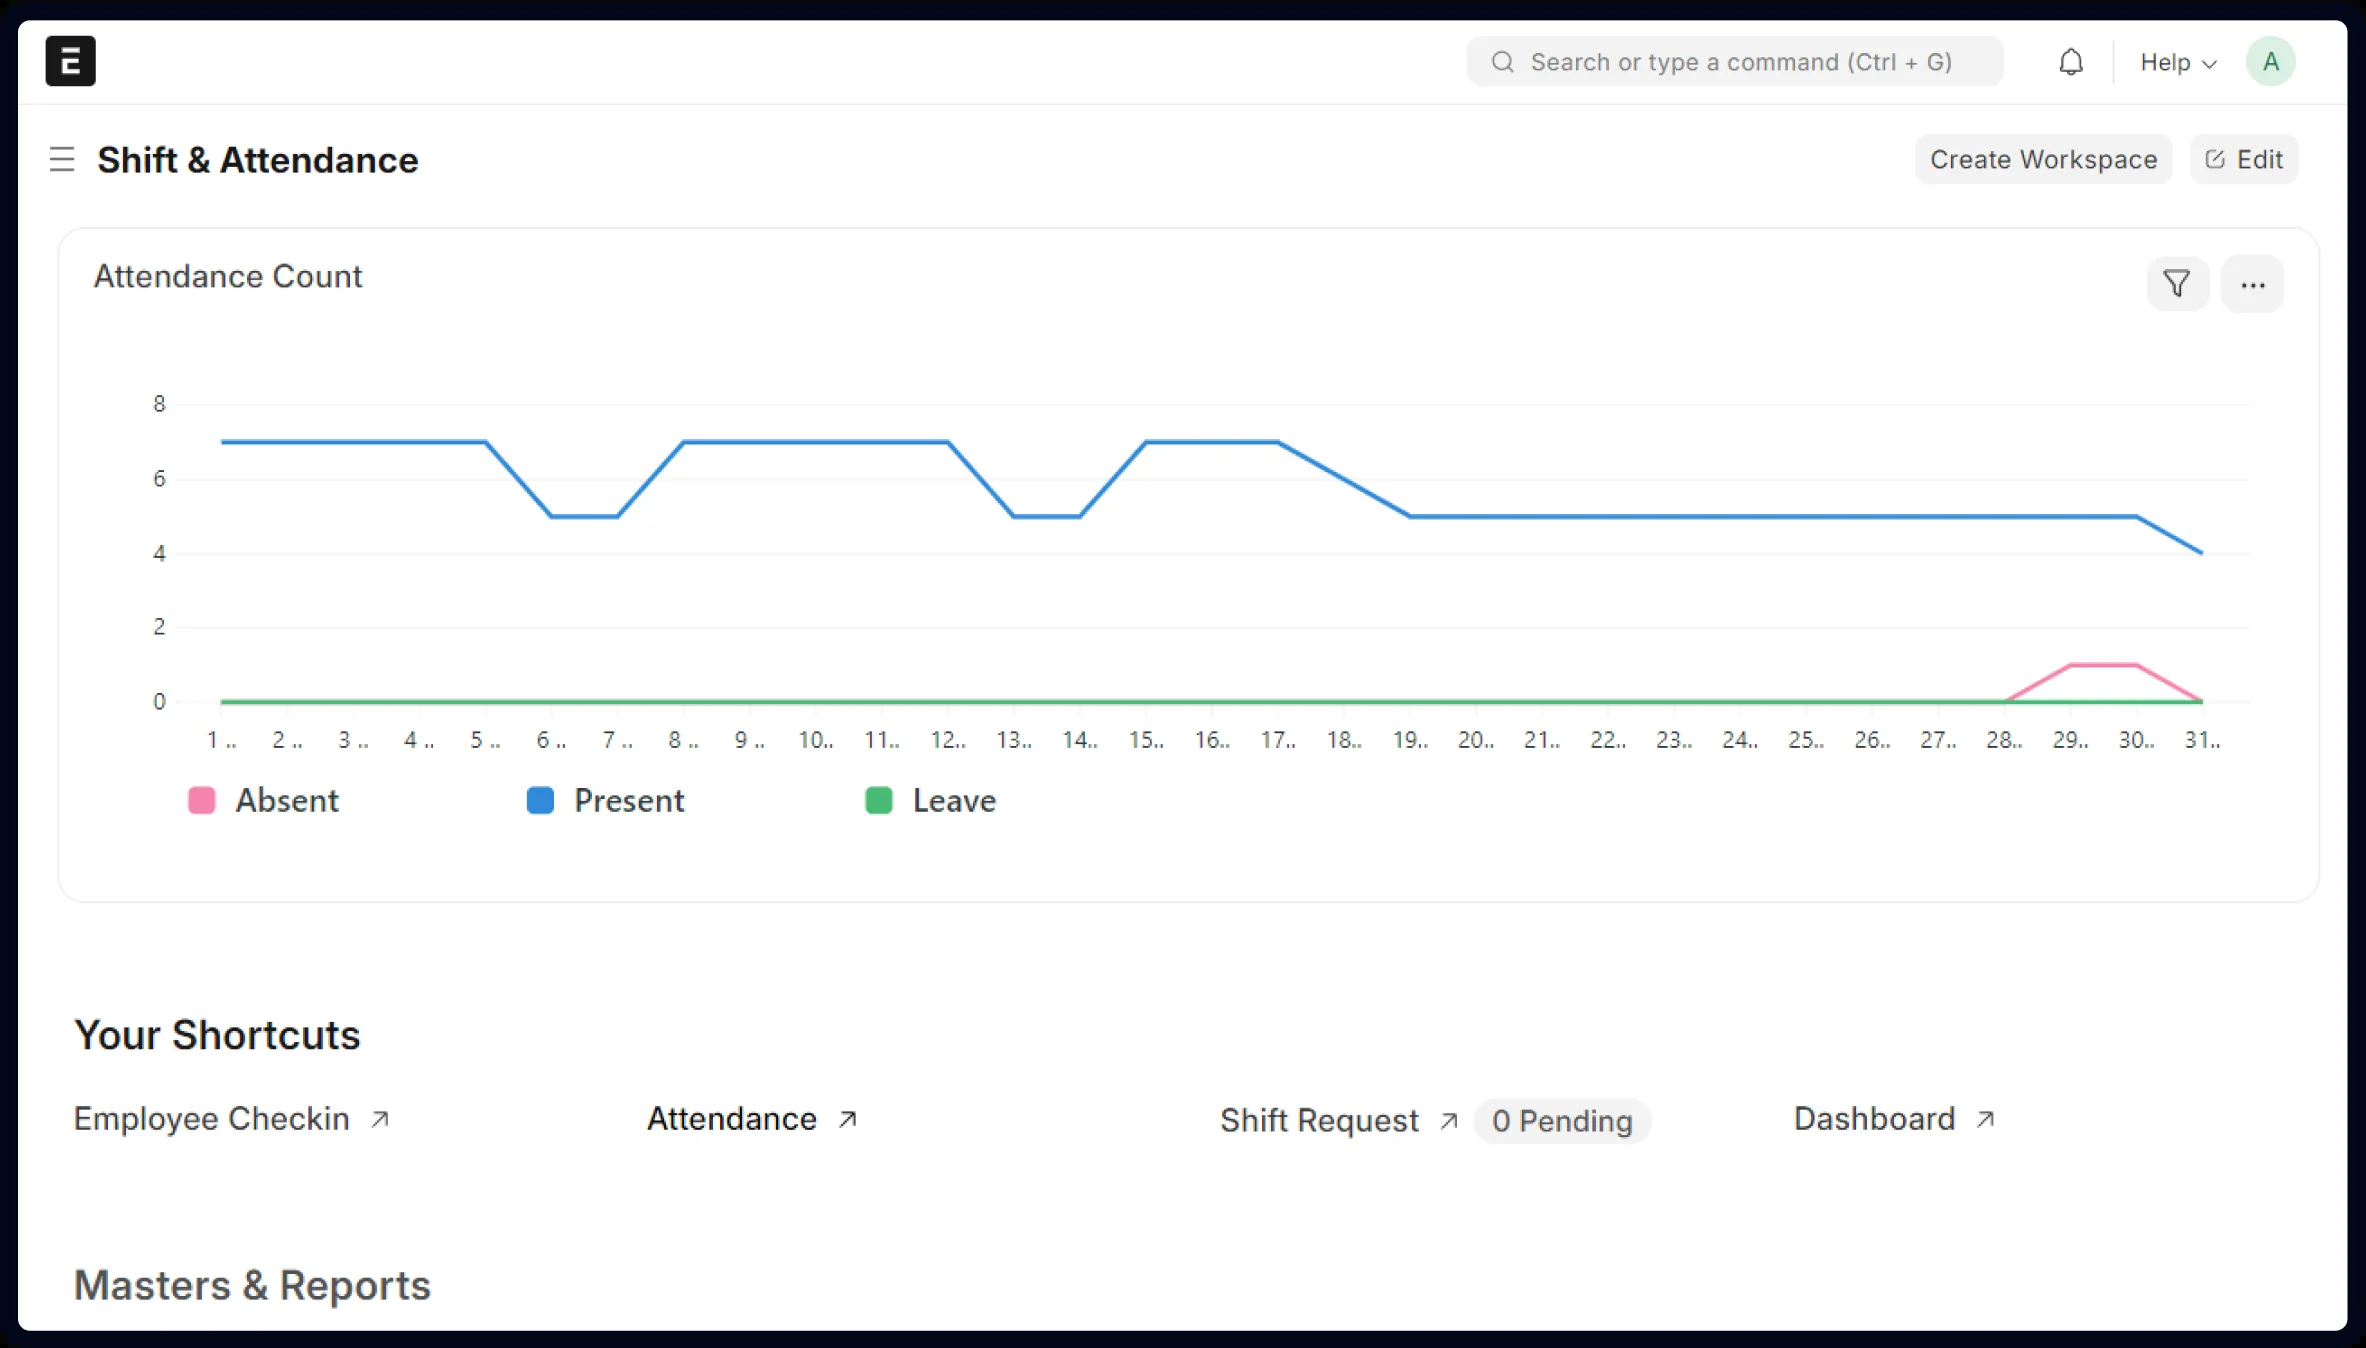 E
Search or type a command (Ctrl + G)
Help
A
Shift & Attendance
Create Workspace
Edit
Attendance Count
8
6
4
2
0
1 .. 2 .. 3 .. 4 .. 5 .. 6 .. 7 .. 8 .. 9 .. 10.. 11.. 12.. 13.. 14.. 15.. 16.. 17.. 18.. 19.. 20.. 21.. 22.. 23.. 24.. 25.. 26.. 27.. 28.. 29.. 30.. 31..
Absent Present Leave
Your Shortcuts
Employee Checkin
Attendance
Shift Request 0 Pending
Dashboard
Masters & Reports